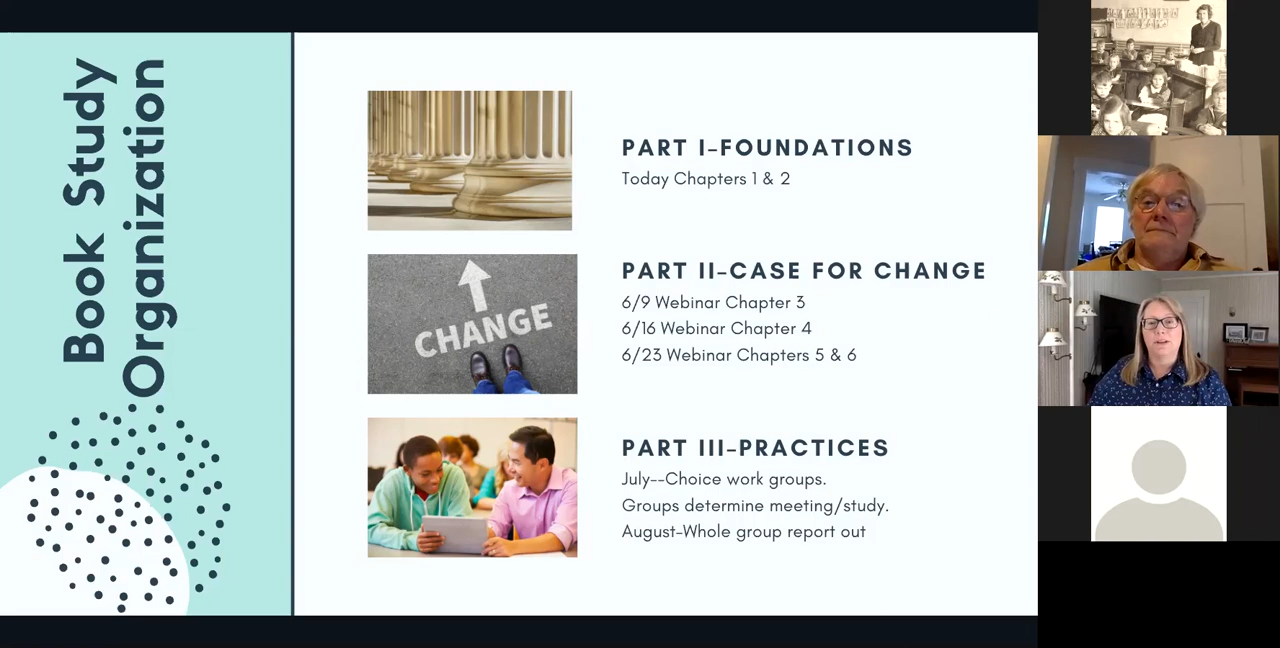 Book Study
Organization
PART I-FOUNDATIONS
Today Chapters 1 & 2
CHANGE
PART II-CASE FOR CHANGE
6/9 Webinar Chapter 3
6/16 Webinar Chapter 4
6/23 Webinar Chapters 5 & 6
PART III-PRACTICES
July--Choice work groups.
Groups determine meeting/study.
August-Whole group report out